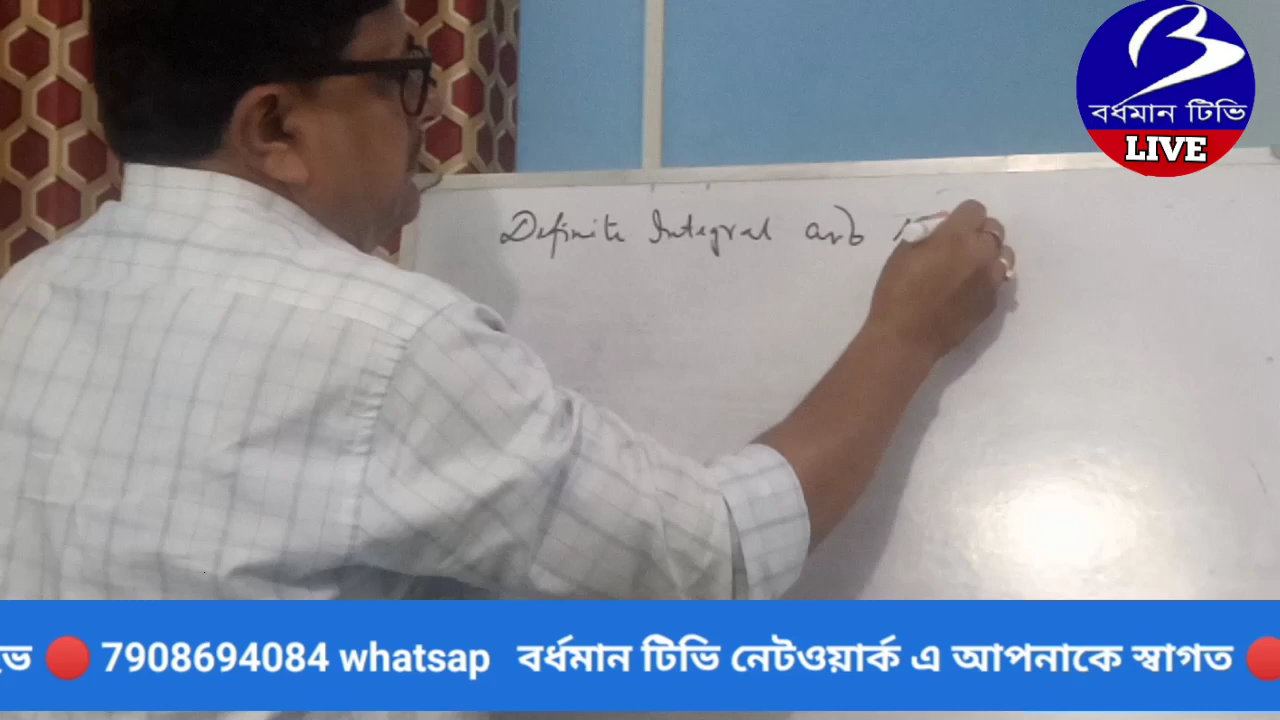 বর্ধমান টিভি
LIVE
Definite Integral and
7908694084 whatsap বর্ধমান টিভি নেটওয়ার্ক এ আপনাকে স্বাগত